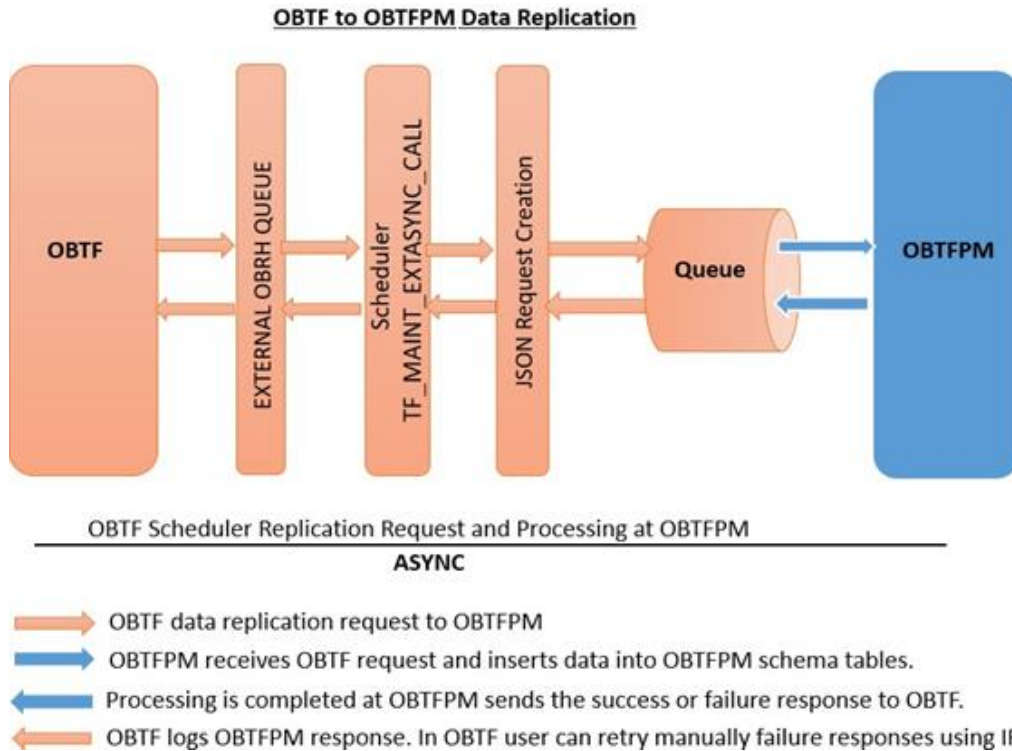 OBTF to OBTFPM Data Replication
OBTF
EXTERNAL OBRH QUEUE
Scheduler
TF_MAINT_EXTASYNC_CALL
JSON Request Creation
Queue
OBTFPM
OBTF Scheduler Replication Request and Processing at OBTFPM
ASYNC
OBTF data replication request to OBTFPM
OBTFPM receives OBTF request and inserts data into OBTFPM schema tables.
Processing is completed at OBTFPM sends the success or failure response to OBTF.
OBTF logs OBTFPM response. In OBTF user can retry manually failure responses using